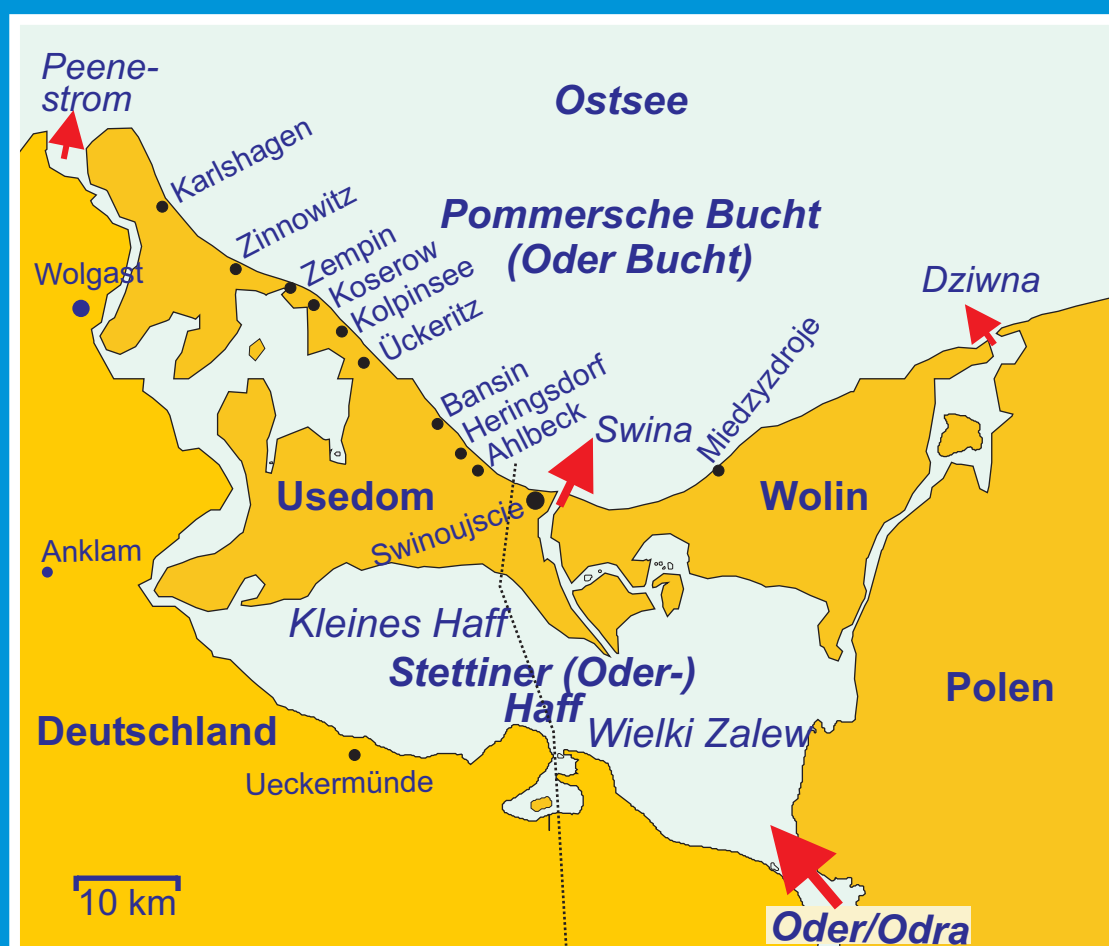 Peene-
strom
Ostsee
Karlshagen
Zinnowitz
Pommersche Bucht
(Oder Bucht)
Zempin
Koserow
Kolpinsee
Ückeritz
Wolgast
Dziwna
Bansin
Heringsdorf
Ahlbeck
Swina
Miedzyzdroje
Usedom
Wolin
Swinoujscie
Anklam
Kleines Haff
Stettiner (Oder-)
Haff
Polen
Deutschland
Wielki Zalew
Ueckermünde
10 km
Oder/Odra